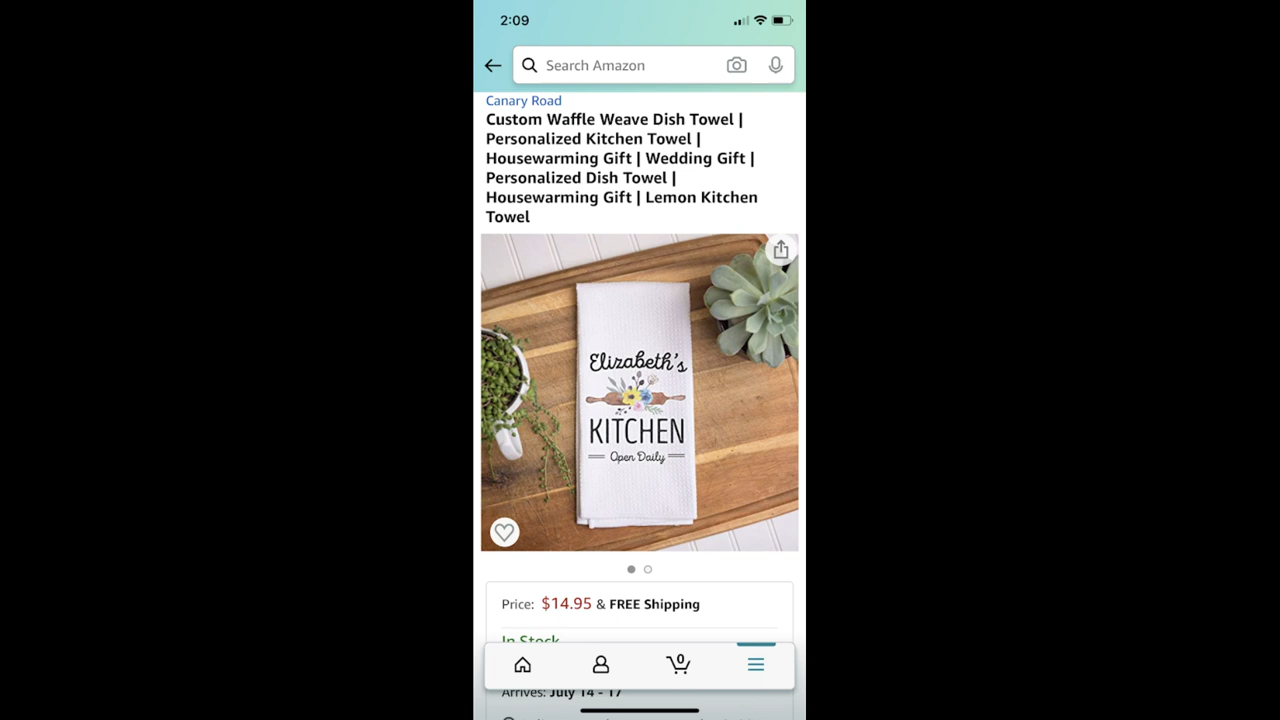 2:09
Search Amazon
Canary Road
Custom Waffle Weave Dish Towel |
Personalized Kitchen Towel |
Housewarming Gift | Wedding Gift |
Personalized Dish Towel |
Housewarming Gift | Lemon Kitchen
Towel
Elizabeth's
KITCHEN
Open Daily
Price: $14.95 & FREE Shipping
In Stock
0
Arrives: July 14 - 17